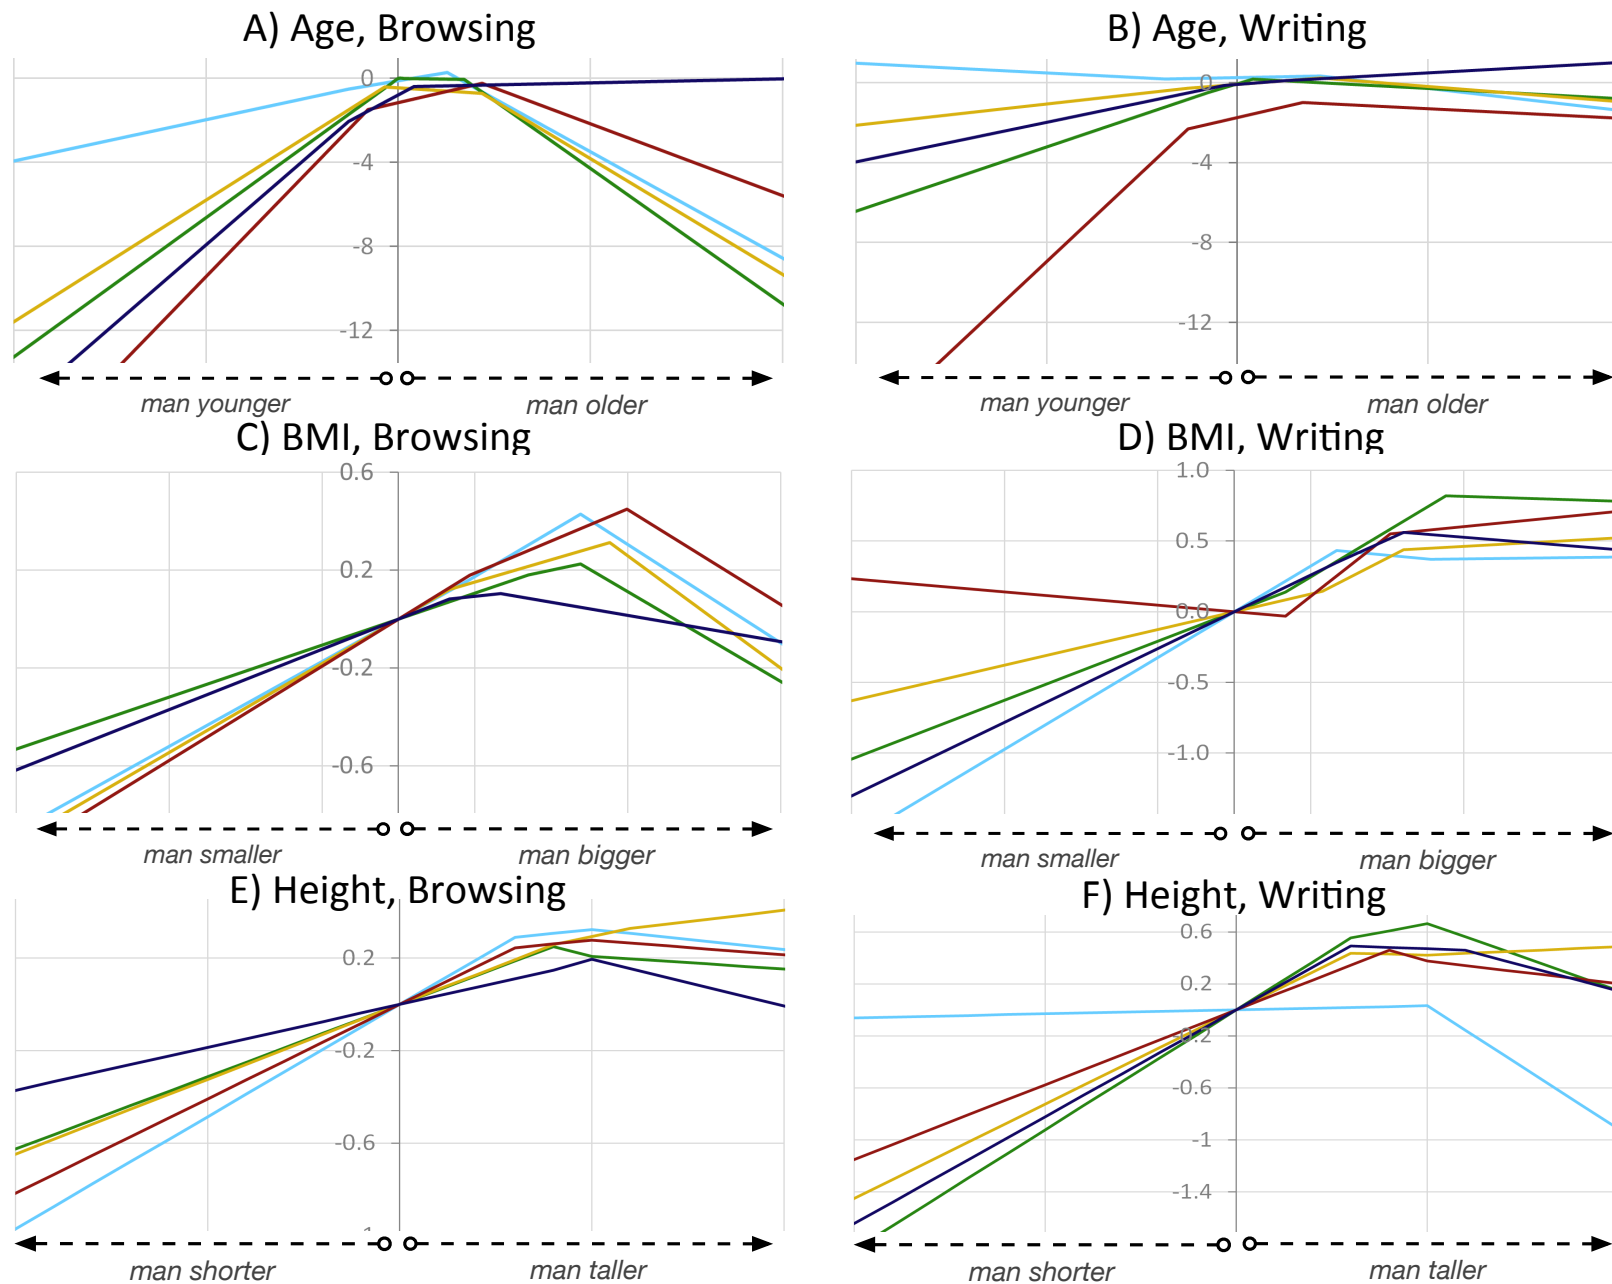 A) Age, Browsing
B) Age, Writing
0
-4
-8
-12
0
-4
-8
-12
man younger
man older
man younger
man older
C) BMI, Browsing
D) BMI, Writing
0.6
0.2
-0.2
-0.6
1.0
0.5
0.0
-0.5
-1.0
man smaller
man bigger
man smaller
man bigger
E) Height, Browsing
F) Height, Writing
0.2
-0.2
-0.6
0.6
0.2
-0.2
-0.6
-1
-1.4
man shorter
man taller
man shorter
man taller